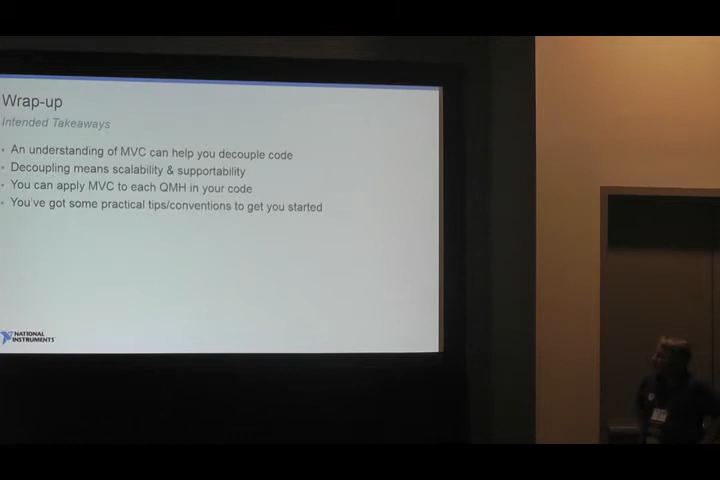 Wrap-up
Intended Takeaways
• An understanding of MVC can help you decouple code
• Decoupling means scalability & supportability
• You can apply MVC to each QMH in your code
• You've got some practical tips/conventions to get you started
NATIONAL
INSTRUMENTS